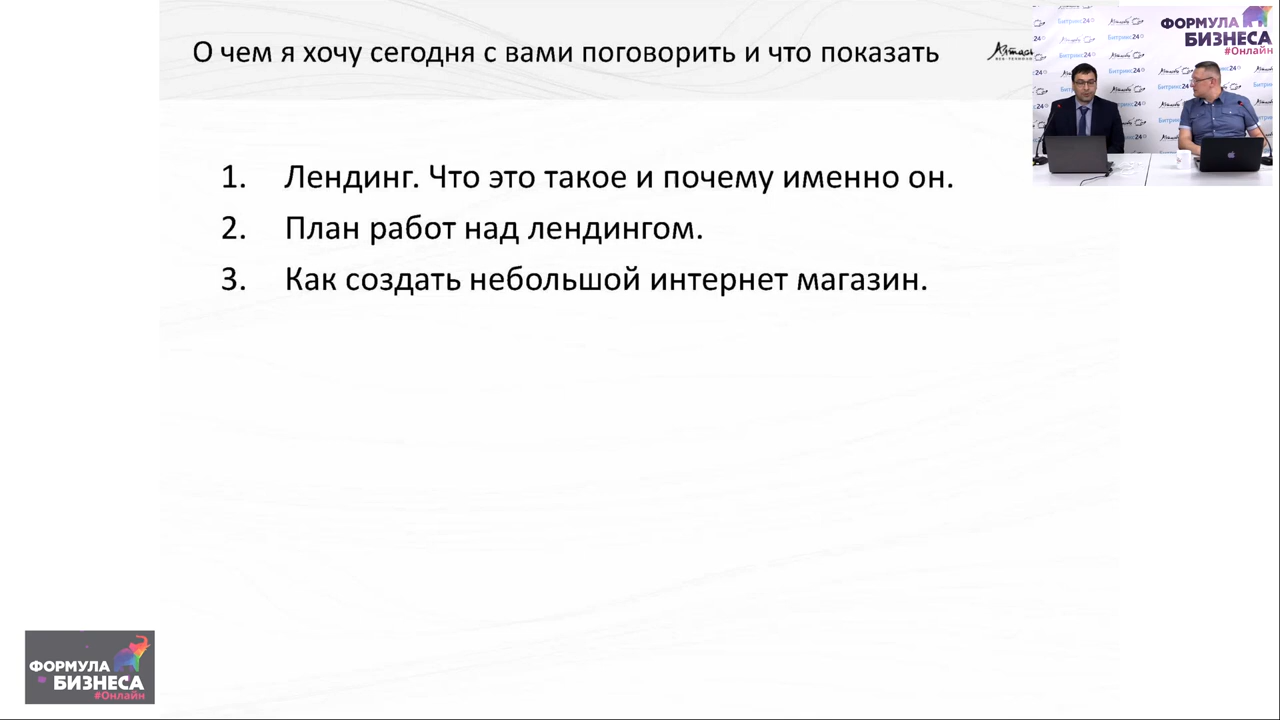 О чем я хочу сегодня с вами поговорить и что показать
1. Лендинг. Что это такое и почему именно он.
2. План работ над лендингом.
3. Как создать небольшой интернет магазин.
ФОРМУЛА
БИЗНЕСА
#Онлайн
Битрикс24
ФОРМУЛА
БИЗНЕСА
#Онлайн